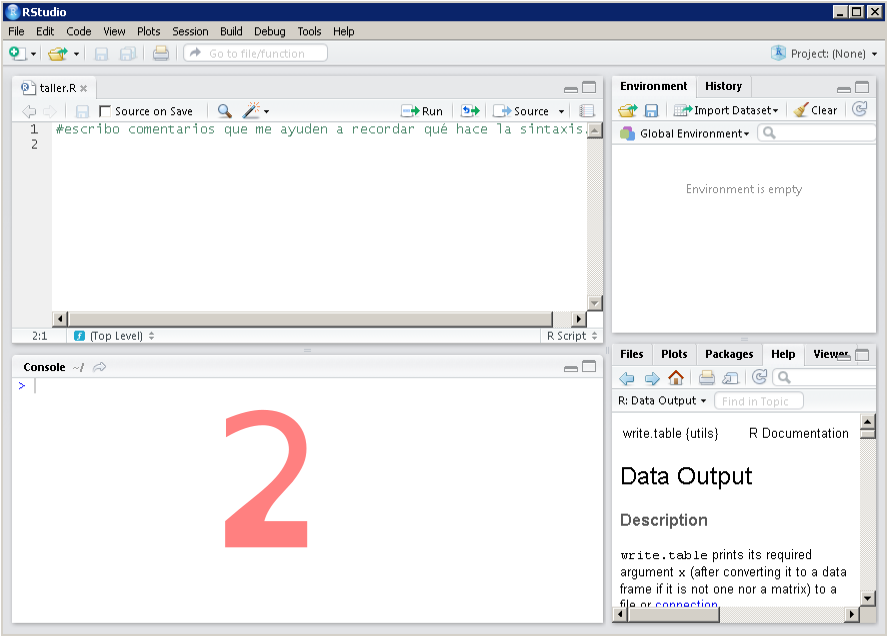 RStudio
File Edit Code View Plots Session Build Debug Tools Help
Go to file/function
Project: (None)
taller.R
Source on Save
Run
Source
1 #escribo comentarios que me ayuden a recordar qué hace la sintaxis.
2
2:1 (Top Level) R Script
Console ~/
>
2
Environment History
Import Dataset Clear
Global Environment
Environment is empty
Files Plots Packages Help Viewer
R: Data Output Find in Topic
write.table {utils} R Documentation
Data Output
Description
write.table prints its required
argument x (after converting it to a data
frame if it is not one nor a matrix) to a
file or connection